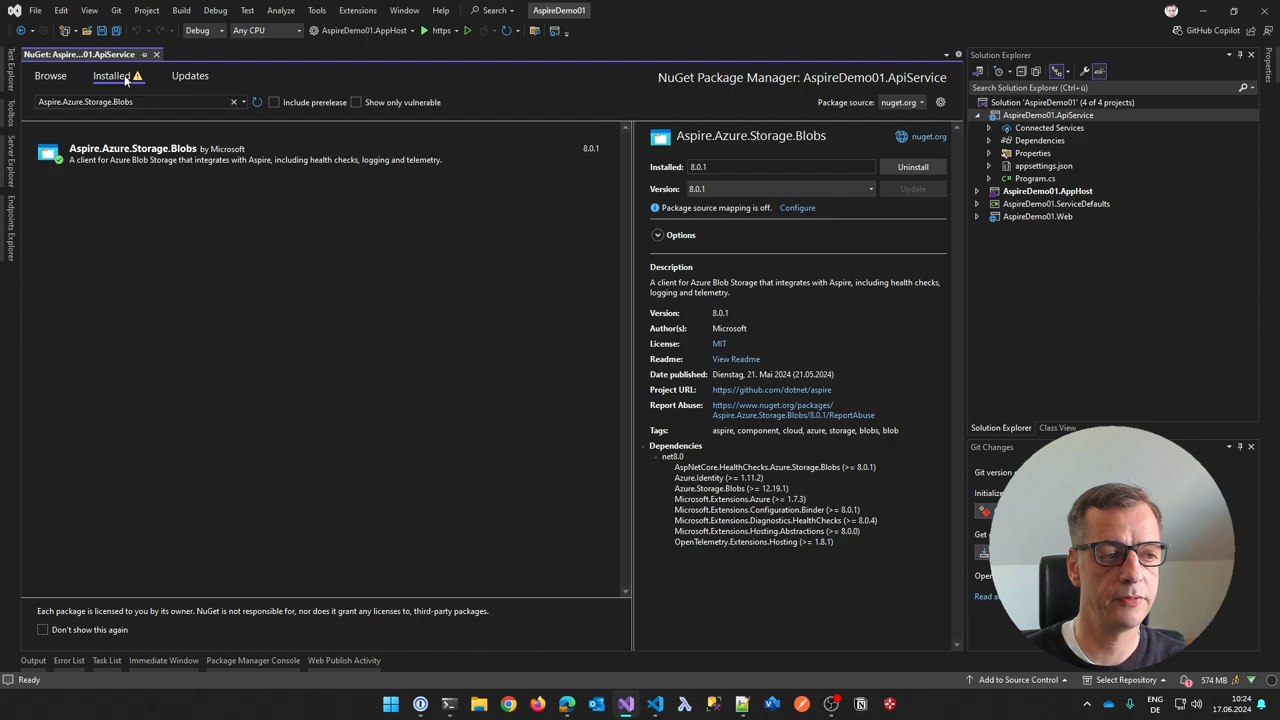 File Edit View Git Project Build Debug Test Analyze Tools Extensions Window Help Search AspireDemo01
Debug Any CPU AspireDemo01.AppHost https GitHub Copilot
Test Explorer
Toolbox
Server Explorer
Endpoints Explorer
NuGet: Aspire...01.ApiService
Browse Installed Updates
NuGet Package Manager: AspireDemo01.ApiService
Aspire.Azure.Storage.Blobs Include prerelease Show only vulnerable
Package source: nuget.org
Aspire.Azure.Storage.Blobs by Microsoft 8.0.1
A client for Azure Blob Storage that integrates with Aspire, including health checks, logging and telemetry.
Each package is licensed to you by its owner. NuGet is not responsible for, nor does it grant any licenses to, third-party packages.
Don't show this again
Aspire.Azure.Storage.Blobs nuget.org
Installed: 8.0.1 Uninstall
Version: 8.0.1 Update
Package source mapping is off. Configure
Options
Description
A client for Azure Blob Storage that integrates with Aspire, including health checks,
logging and telemetry.
Version: 8.0.1
Author(s): Microsoft
License: MIT
Readme: View Readme
Date published: Dienstag, 21. Mai 2024 (21.05.2024)
Project URL: https://github.com/dotnet/aspire
Report Abuse: https://www.nuget.org/packages/
Aspire.Azure.Storage.Blobs/8.0.1/ReportAbuse
Tags: aspire, component, cloud, azure, storage, blobs, blob
Dependencies
net8.0
AspNetCore.HealthChecks.Azure.Storage.Blobs (>= 8.0.1)
Azure.Identity (>= 1.11.2)
Azure.Storage.Blobs (>= 12.19.1)
Microsoft.Extensions.Azure (>= 1.7.3)
Microsoft.Extensions.Configuration.Binder (>= 8.0.1)
Microsoft.Extensions.Diagnostics.HealthChecks (>= 8.0.4)
Microsoft.Extensions.Hosting.Abstractions (>= 8.0.0)
OpenTelemetry.Extensions.Hosting (>= 1.8.1)
Solution Explorer
Search Solution Explorer (Ctrl+ü)
Solution 'AspireDemo01' (4 of 4 projects)
AspireDemo01.ApiService
Connected Services
Dependencies
Properties
appsettings.json
Program.cs
AspireDemo01.AppHost
AspireDemo01.ServiceDefaults
AspireDemo01.Web
Solution Explorer Class View
Git Changes
Git version
Initialize
Get
Open
Read
Properties
Output Error List Task List Immediate Window Package Manager Console Web Publish Activity
Ready Add to Source Control Select Repository 574 MB
ENG 10:24
DE 17.06.2024